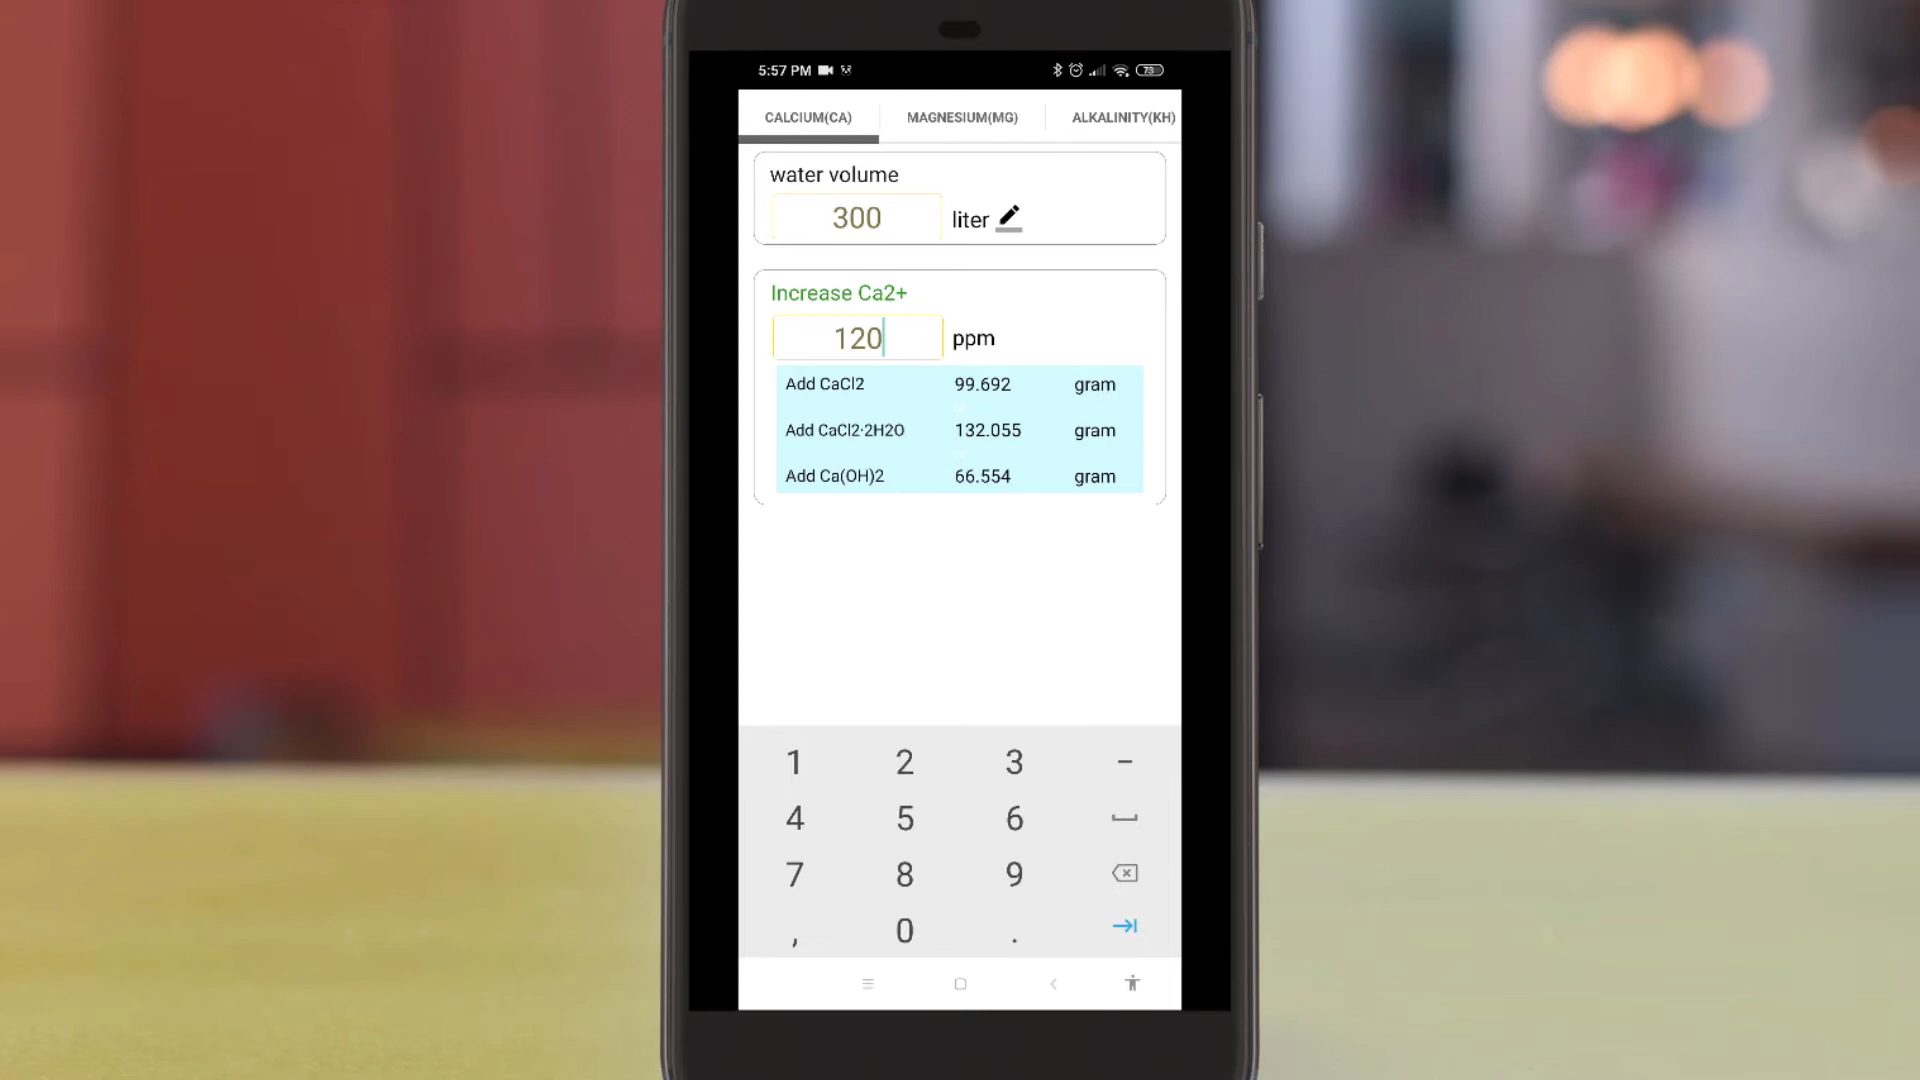 5:57 PM
73
CALCIUM(CA) MAGNESIUM(MG) ALKALINITY(KH)
water volume
300 liter
Increase Ca2+
120 ppm
Add CaCl2 99.692 gram
Add CaCl2·2H2O 132.055 gram
Add Ca(OH)2 66.554 gram
1 2 3 -
4 5 6
7 8 9
, 0 .